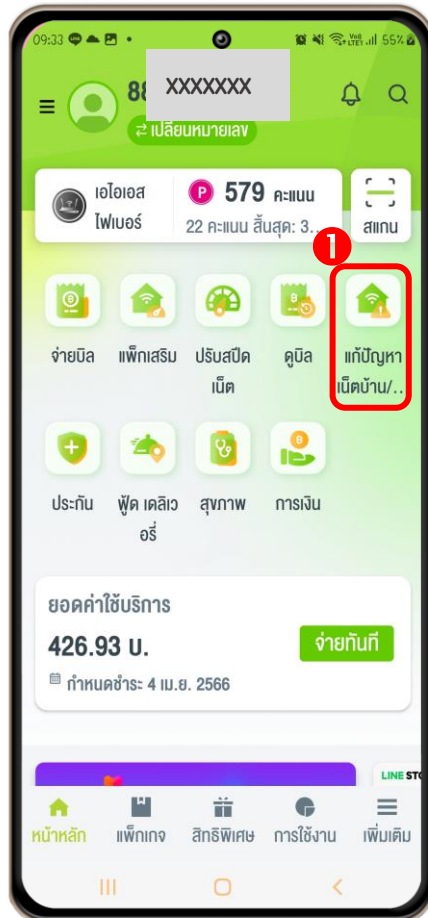 09:33
55%
88
XXXXXXX
เปลี่ยนหมายเลข
เอไอเอส
ไฟเบอร์
P 579 คะแนน
22 คะแนน สิ้นสุด: 3...
สแกน
1
จ่ายบิล
แพ็กเสริม
ปรับสปีด
เน็ต
ดูบิล
แก้ปัญหา
เน็ตบ้าน/...
ประกัน
ฟู้ด เดลิเว
อรี่
สุขภาพ
การเงิน
ยอดค่าใช้บริการ
426.93 บ.
จ่ายทันที
กำหนดชำระ 4 เม.ย. 2566
LINE STO
หน้าหลัก
แพ็กเกจ
สิทธิพิเศษ
การใช้งาน
เพิ่มเติม